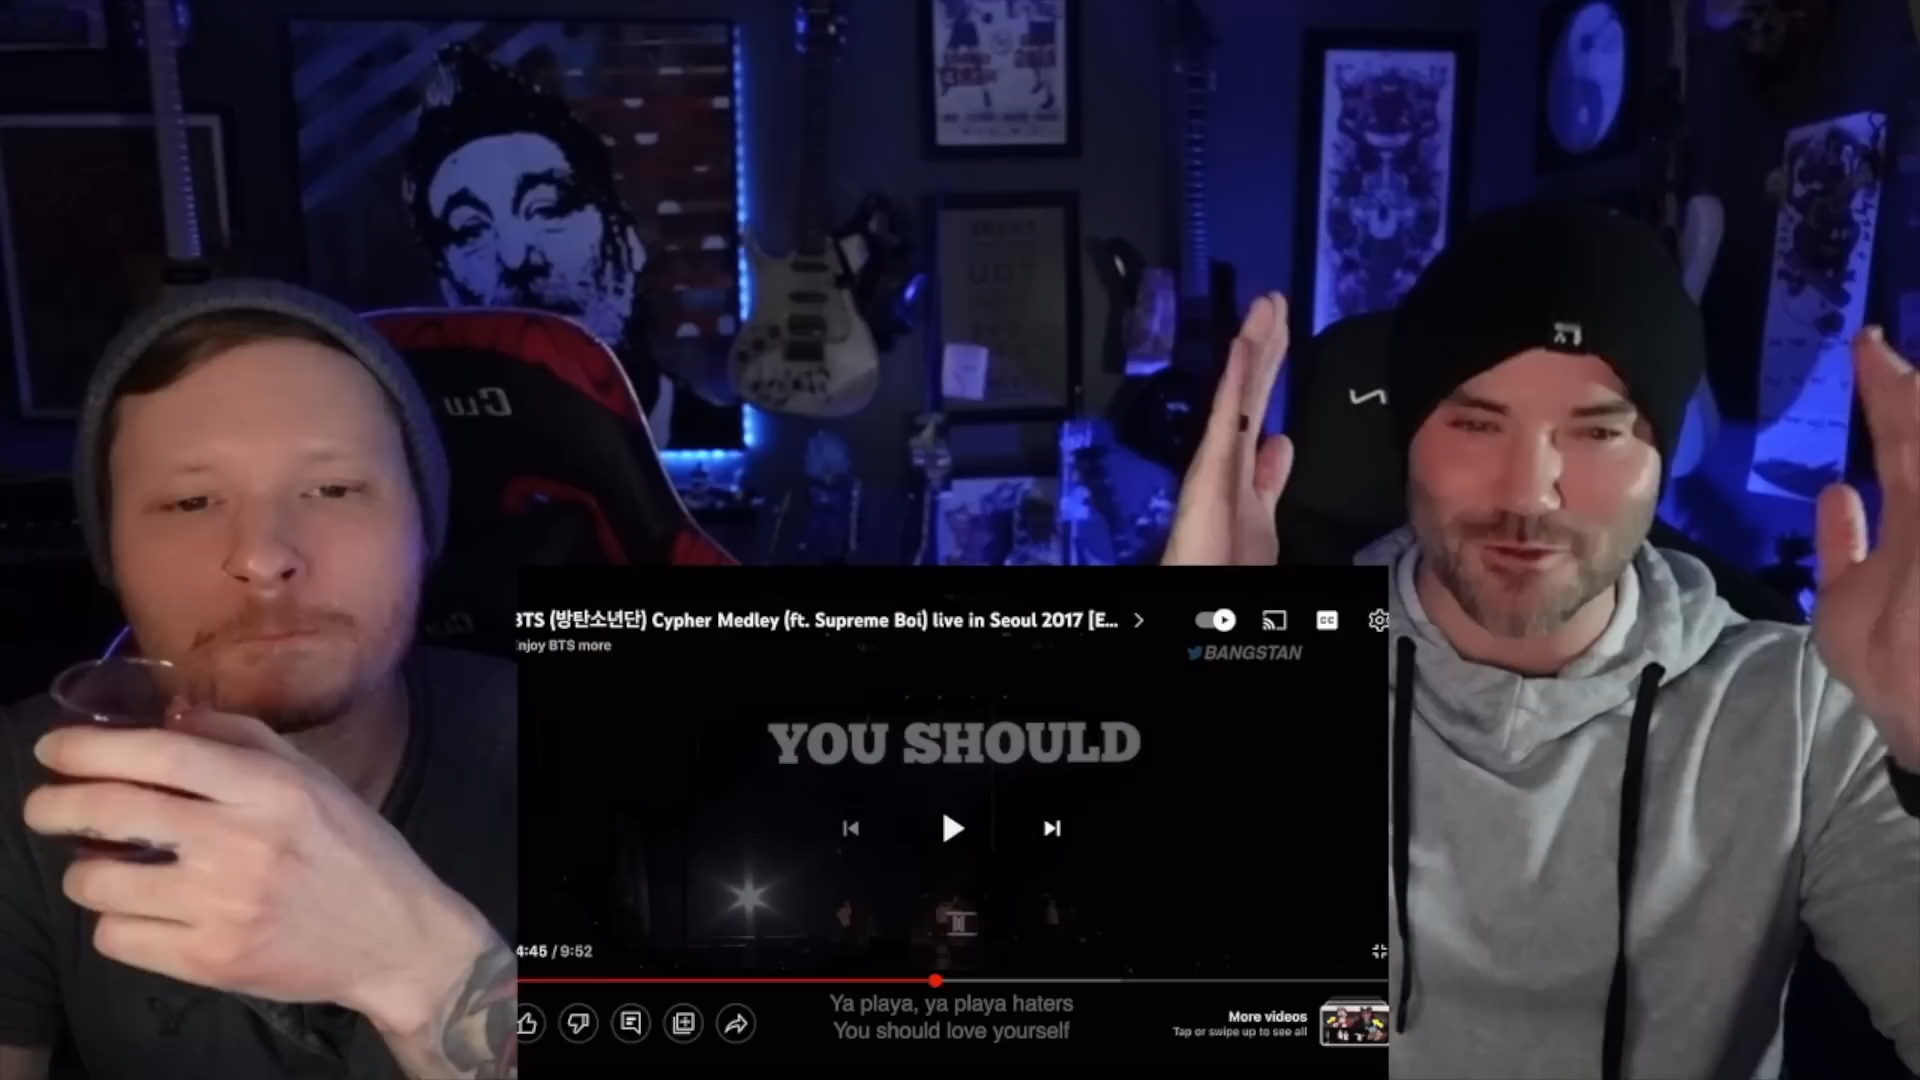 BTS (방탄소년단) Cypher Medley (ft. Supreme Boi) live in Seoul 2017 [E...
njoy BTS more
CC
BANGSTAN
YOU SHOULD
4:45 / 9:52
Ya playa, ya playa haters
You should love yourself
More videos
Tap or swipe up to see all